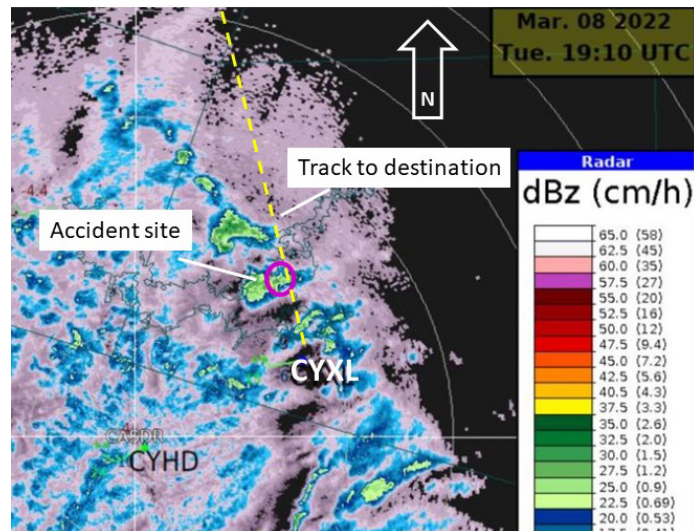 Mar. 08 2022
Tue. 19:10 UTC
N
Track to destination
Accident site
CYXL
CYHD
Radar
dBz (cm/h)
65.0 (58)
62.5 (45)
60.0 (35)
57.5 (27)
55.0 (20)
52.5 (16)
50.0 (12)
47.5 (9.4)
45.0 (7.2)
42.5 (5.6)
40.5 (4.3)
37.5 (3.3)
35.0 (2.6)
32.5 (2.0)
30.0 (1.5)
27.5 (1.2)
25.0 (0.9)
22.5 (0.69)
20.0 (0.53)